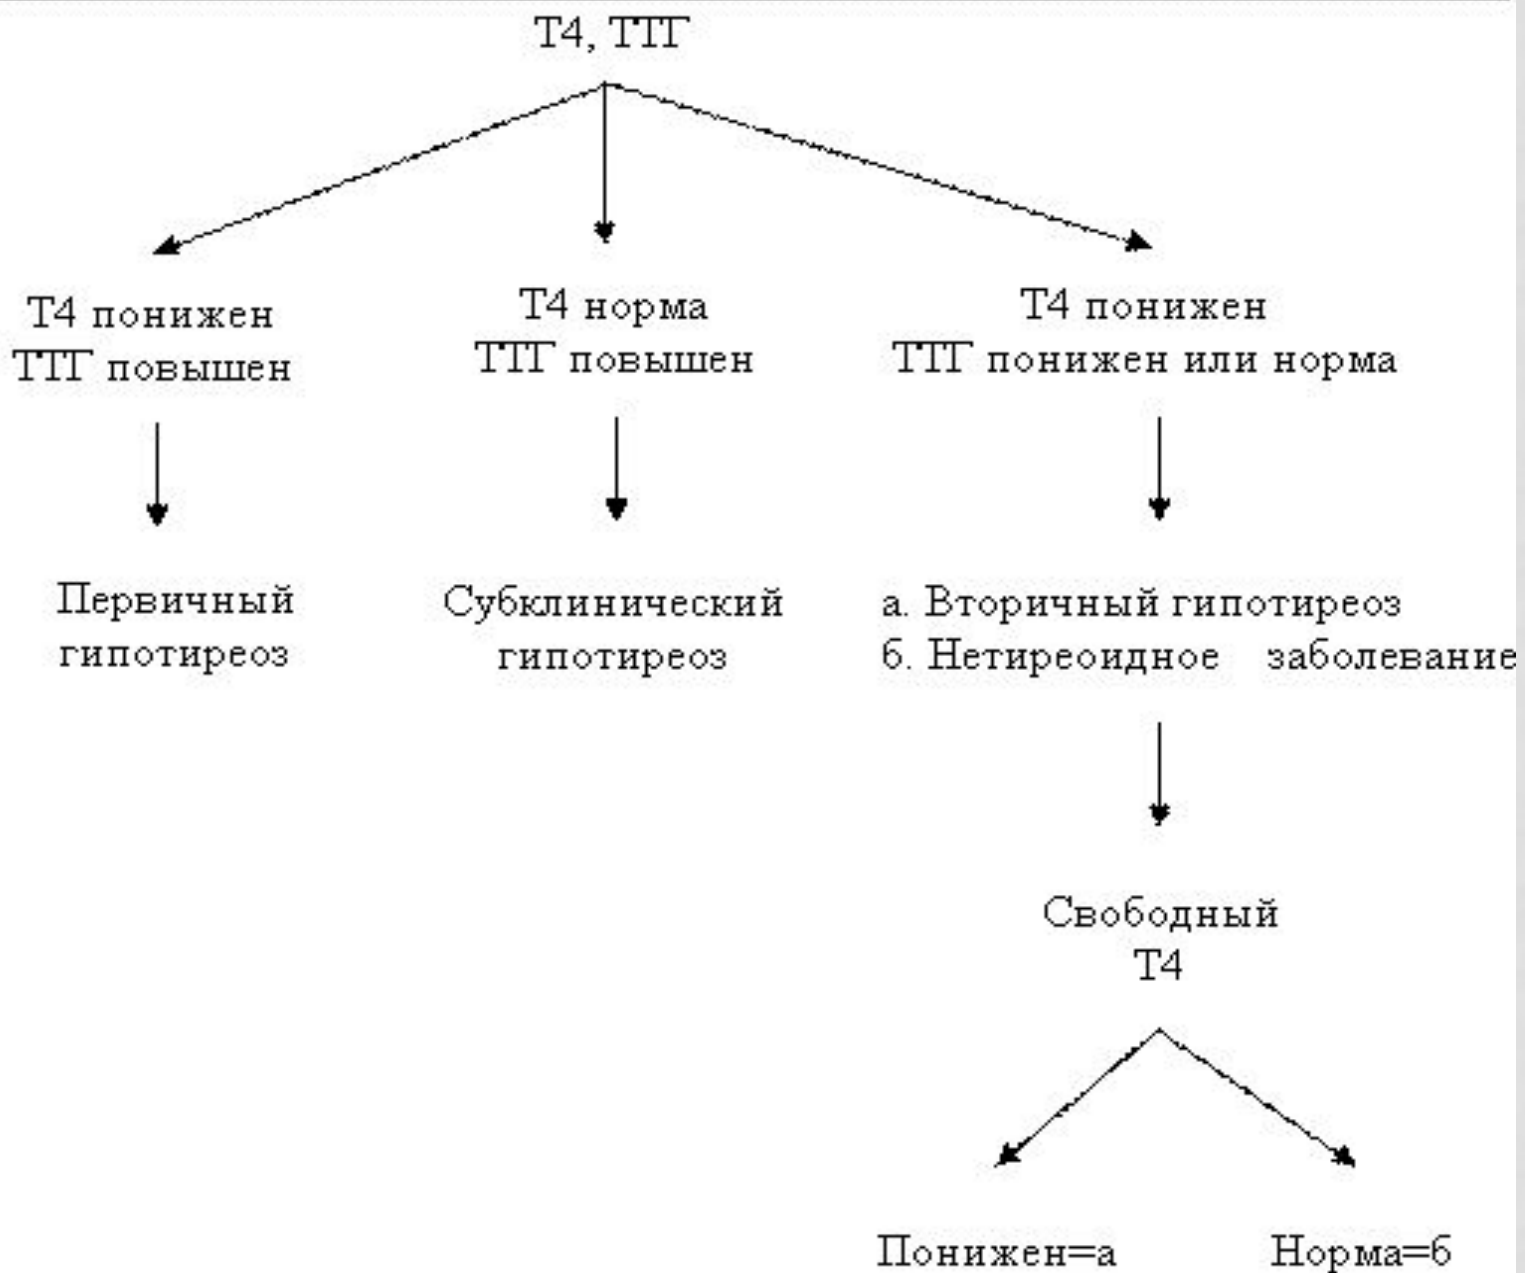 Т4, ТТГ
Т4 понижен
ТТГ повышен
Т4 норма
ТТГ повышен
Т4 понижен
ТТГ понижен или норма
Первичный
гипотиреоз
Субклинический
гипотиреоз
а. Вторичный гипотиреоз
б. Нетиреоидное заболевание
Свободный
Т4
Понижен=а
Норма=б